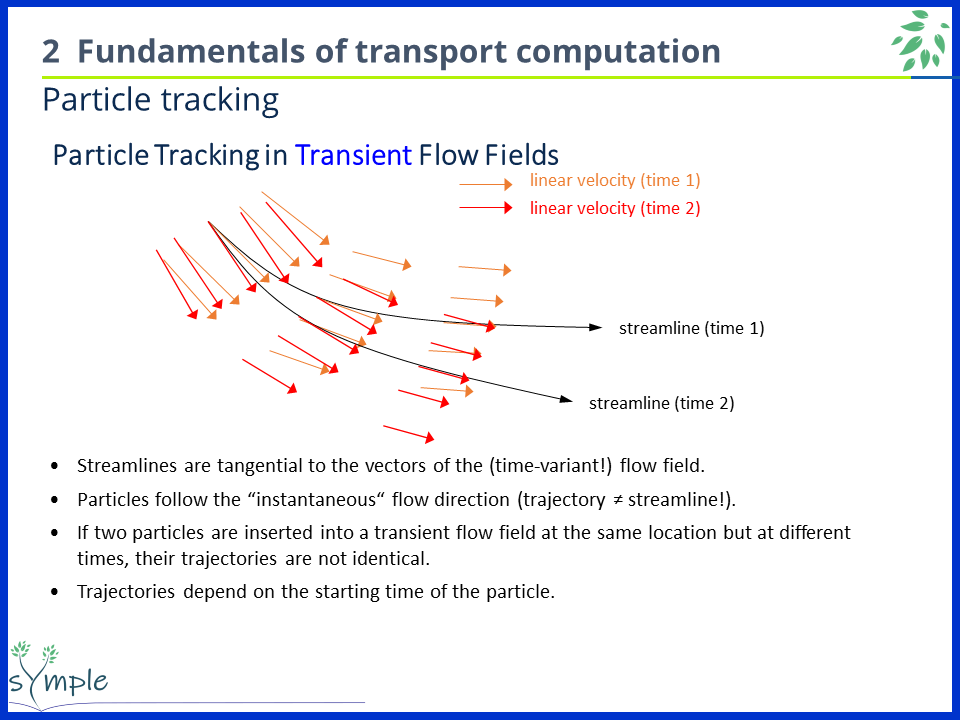 2 Fundamentals of transport computation
Particle tracking
Particle Tracking in Transient Flow Fields
linear velocity (time 1)
linear velocity (time 2)
streamline (time 1)
streamline (time 2)
• Streamlines are tangential to the vectors of the (time-variant!) flow field.
• Particles follow the “instantaneous“ flow direction (trajectory ≠ streamline!).
• If two particles are inserted into a transient flow field at the same location but at different
times, their trajectories are not identical.
• Trajectories depend on the starting time of the particle.
sYmple